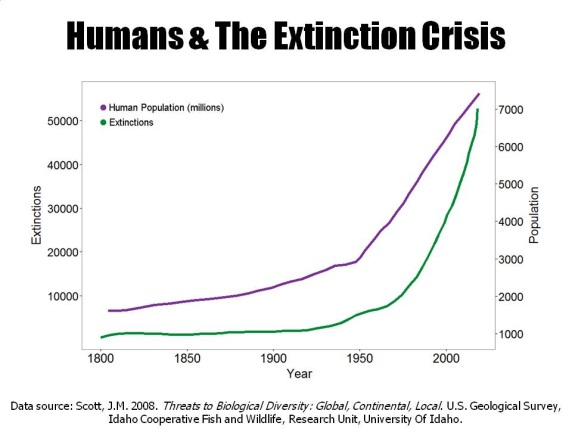 Humans & The Extinction Crisis
Human Population (millions)
Extinctions
50000
40000
30000
20000
10000
Extinctions
7000
6000
5000
4000
3000
2000
1000
Population
1800 1850 1900 1950 2000
Year
Data source: Scott, J.M. 2008. Threats to Biological Diversity: Global, Continental, Local. U.S. Geological Survey,
Idaho Cooperative Fish and Wildlife, Research Unit, University Of Idaho.